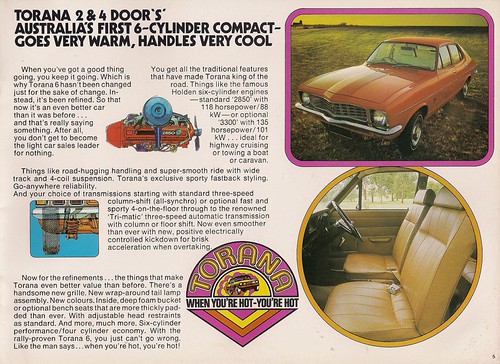 TORANA 2 & 4 DOOR'S'
AUSTRALIA'S FIRST 6-CYLINDER COMPACT-
GOES VERY WARM, HANDLES VERY COOL
When you've got a good thing
going, you keep it going. Which is
why Torana 6 hasn't been changed
just for the sake of change. In-
stead, it's been refined. So that
now it's an even better car
than it was before . . .
and that's really saying
something. After all,
you don't get to become
the light car sales leader
for nothing.
You get all the traditional features
that have made Torana king of the
road. Things like the famous
Holden six-cylinder engines
— standard '2850' with
118 horsepower/88
kW — or optional
'3300' with 135
horsepower/101
kW . . . ideal for
highway cruising
or towing a boat
or caravan.
Things like road-hugging handling and super-smooth ride with wide
track and 4-coil suspension. Torana's exclusive sporty fastback styling.
Go-anywhere reliability.
And your choice of transmissions starting with standard three-speed
column-shift (all-synchro) or optional fast and
sporty 4-on-the-floor through to the renowned
'Tri-matic' three-speed automatic transmission
with column or floor shift. Now even smoother
than ever with new, positive electrically
controlled kickdown for brisk
acceleration when overtaking.
Now for the refinements . . . the things that make
Torana even better value than before. There's a
handsome new grille. New wrap-around tail lamp
assembly. New colours. Inside, deep foam bucket
or optional bench seats that are more thickly pad-
ded than ever. With adjustable head restraints
as standard. And more, much more. Six-cylinder
performance/four cylinder economy. With the
rally-proven Torana 6, you just can't go wrong.
Like the man says . . . when you're hot, you're hot!
TORANA
WHEN YOU'RE HOT-YOU'RE HOT
5